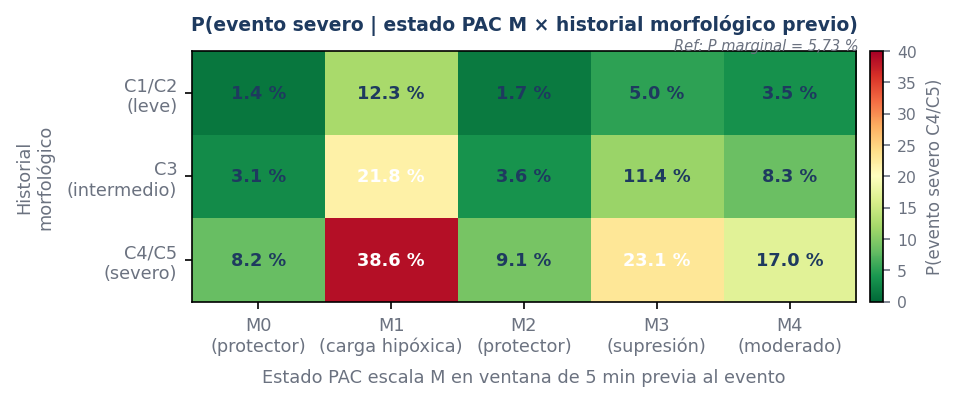 P(evento severo | estado PAC M × historial morfológico previo)
Ref: P marginal = 5.73 %
Historial
morfológico
C1/C2
(leve)
1.4 % 12.3 % 1.7 % 5.0 % 3.5 %
C3
(intermedio)
3.1 % 21.8 % 3.6 % 11.4 % 8.3 %
C4/C5
(severo)
8.2 % 38.6 % 9.1 % 23.1 % 17.0 %
M0 M1 M2 M3 M4
(protector) (carga hipóxica) (protector) (supresión) (moderado)
Estado PAC escala M en ventana de 5 min previa al evento
40
35
30
25
20
15
10
5
0
P(evento severo C4/C5)